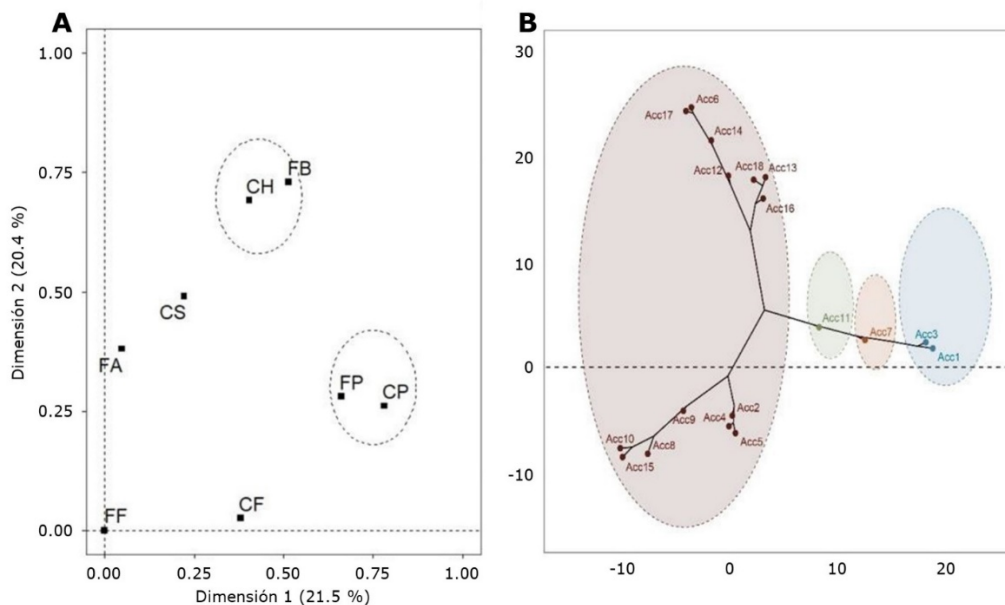 A
1.00
0.75
0.50
0.25
0.00
Dimensión 2 (20.4 %)
CH
FB
CS
FA
FP
CP
FF
CF
0.00 0.25 0.50 0.75 1.00
Dimensión 1 (21.5 %)
B
30
20
10
0
-10
Acc6
Acc17
Acc14
Acc18 Acc13
Acc12
Acc16
Acc11
Acc7
Acc3
Acc1
Acc2
Acc4
Acc9
Acc5
Acc10
Acc8
Acc15
-10 0 10 20